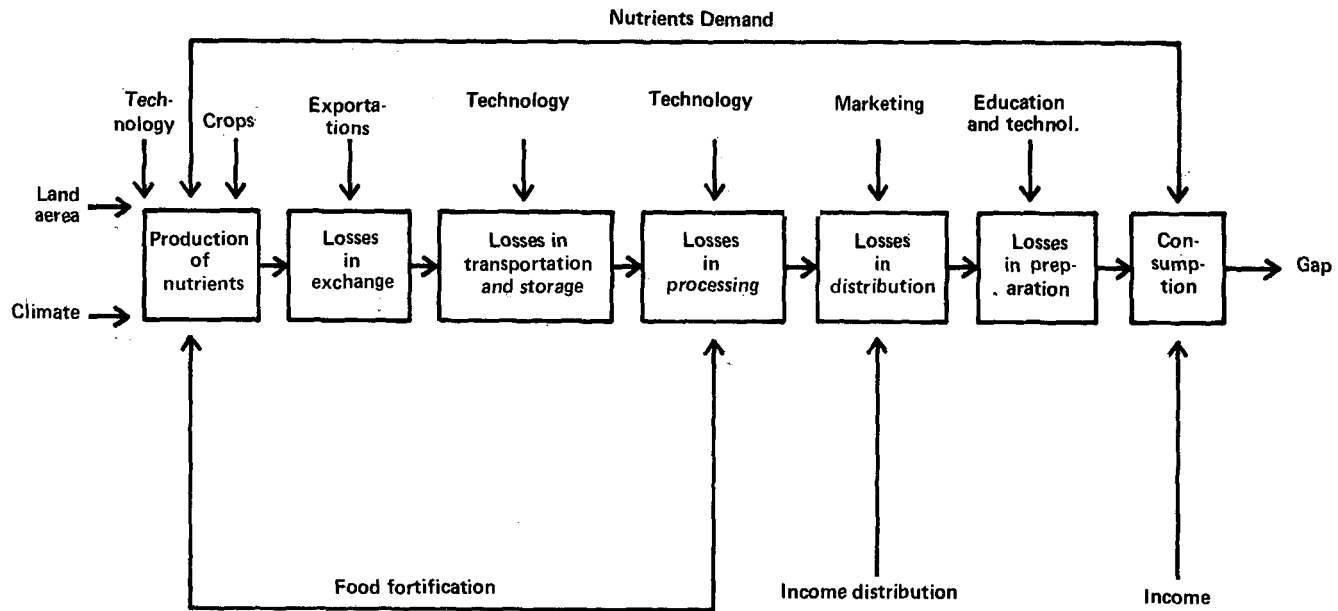 Nutrients Demand
Tech-
nology
Crops
Exporta-
tions
Technology
Technology
Marketing
Education
and technol.
Land
aerea
Climate
Production
of
nutrients
Losses
in
exchange
Losses in
transportation
and storage
Losses
in
processing
Losses
in
distribution
Losses
in prep-
aration
Con-
sump-
tion
Gap
Food fortification
Income distribution
Income